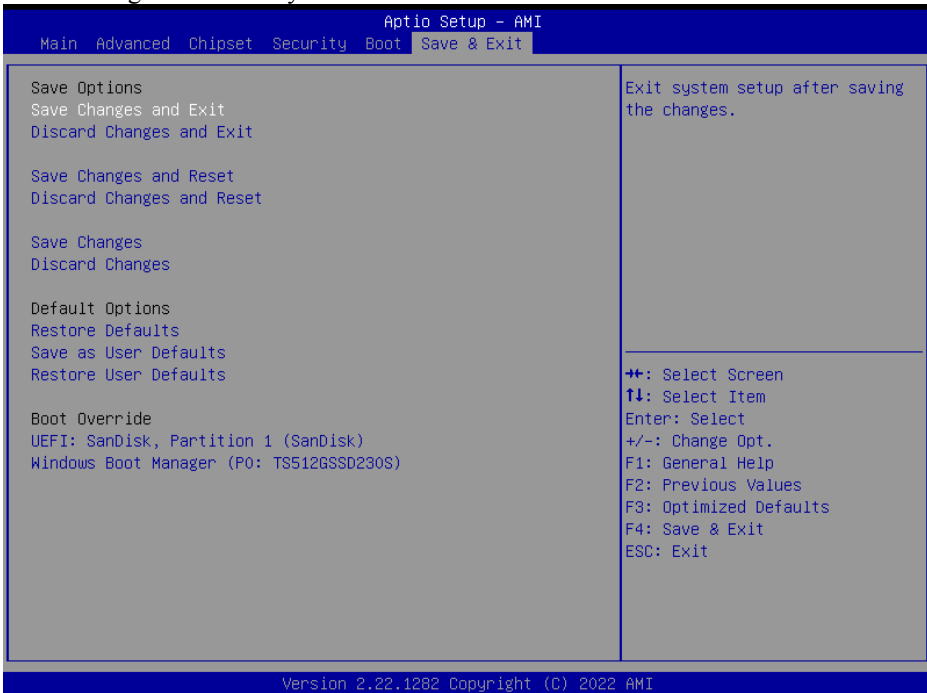 Aptio Setup – AMI
Main Advanced Chipset Security Boot Save & Exit
Save Options
Save Changes and Exit
Discard Changes and Exit
Save Changes and Reset
Discard Changes and Reset
Save Changes
Discard Changes
Default Options
Restore Defaults
Save as User Defaults
Restore User Defaults
Boot Override
UEFI: SanDisk, Partition 1 (SanDisk)
Windows Boot Manager (P0: TS512GSSD230S)
Exit system setup after saving
the changes.
→←: Select Screen
↑↓: Select Item
Enter: Select
+/-: Change Opt.
F1: General Help
F2: Previous Values
F3: Optimized Defaults
F4: Save & Exit
ESC: Exit
Version 2.22.1282 Copyright (C) 2022 AMI